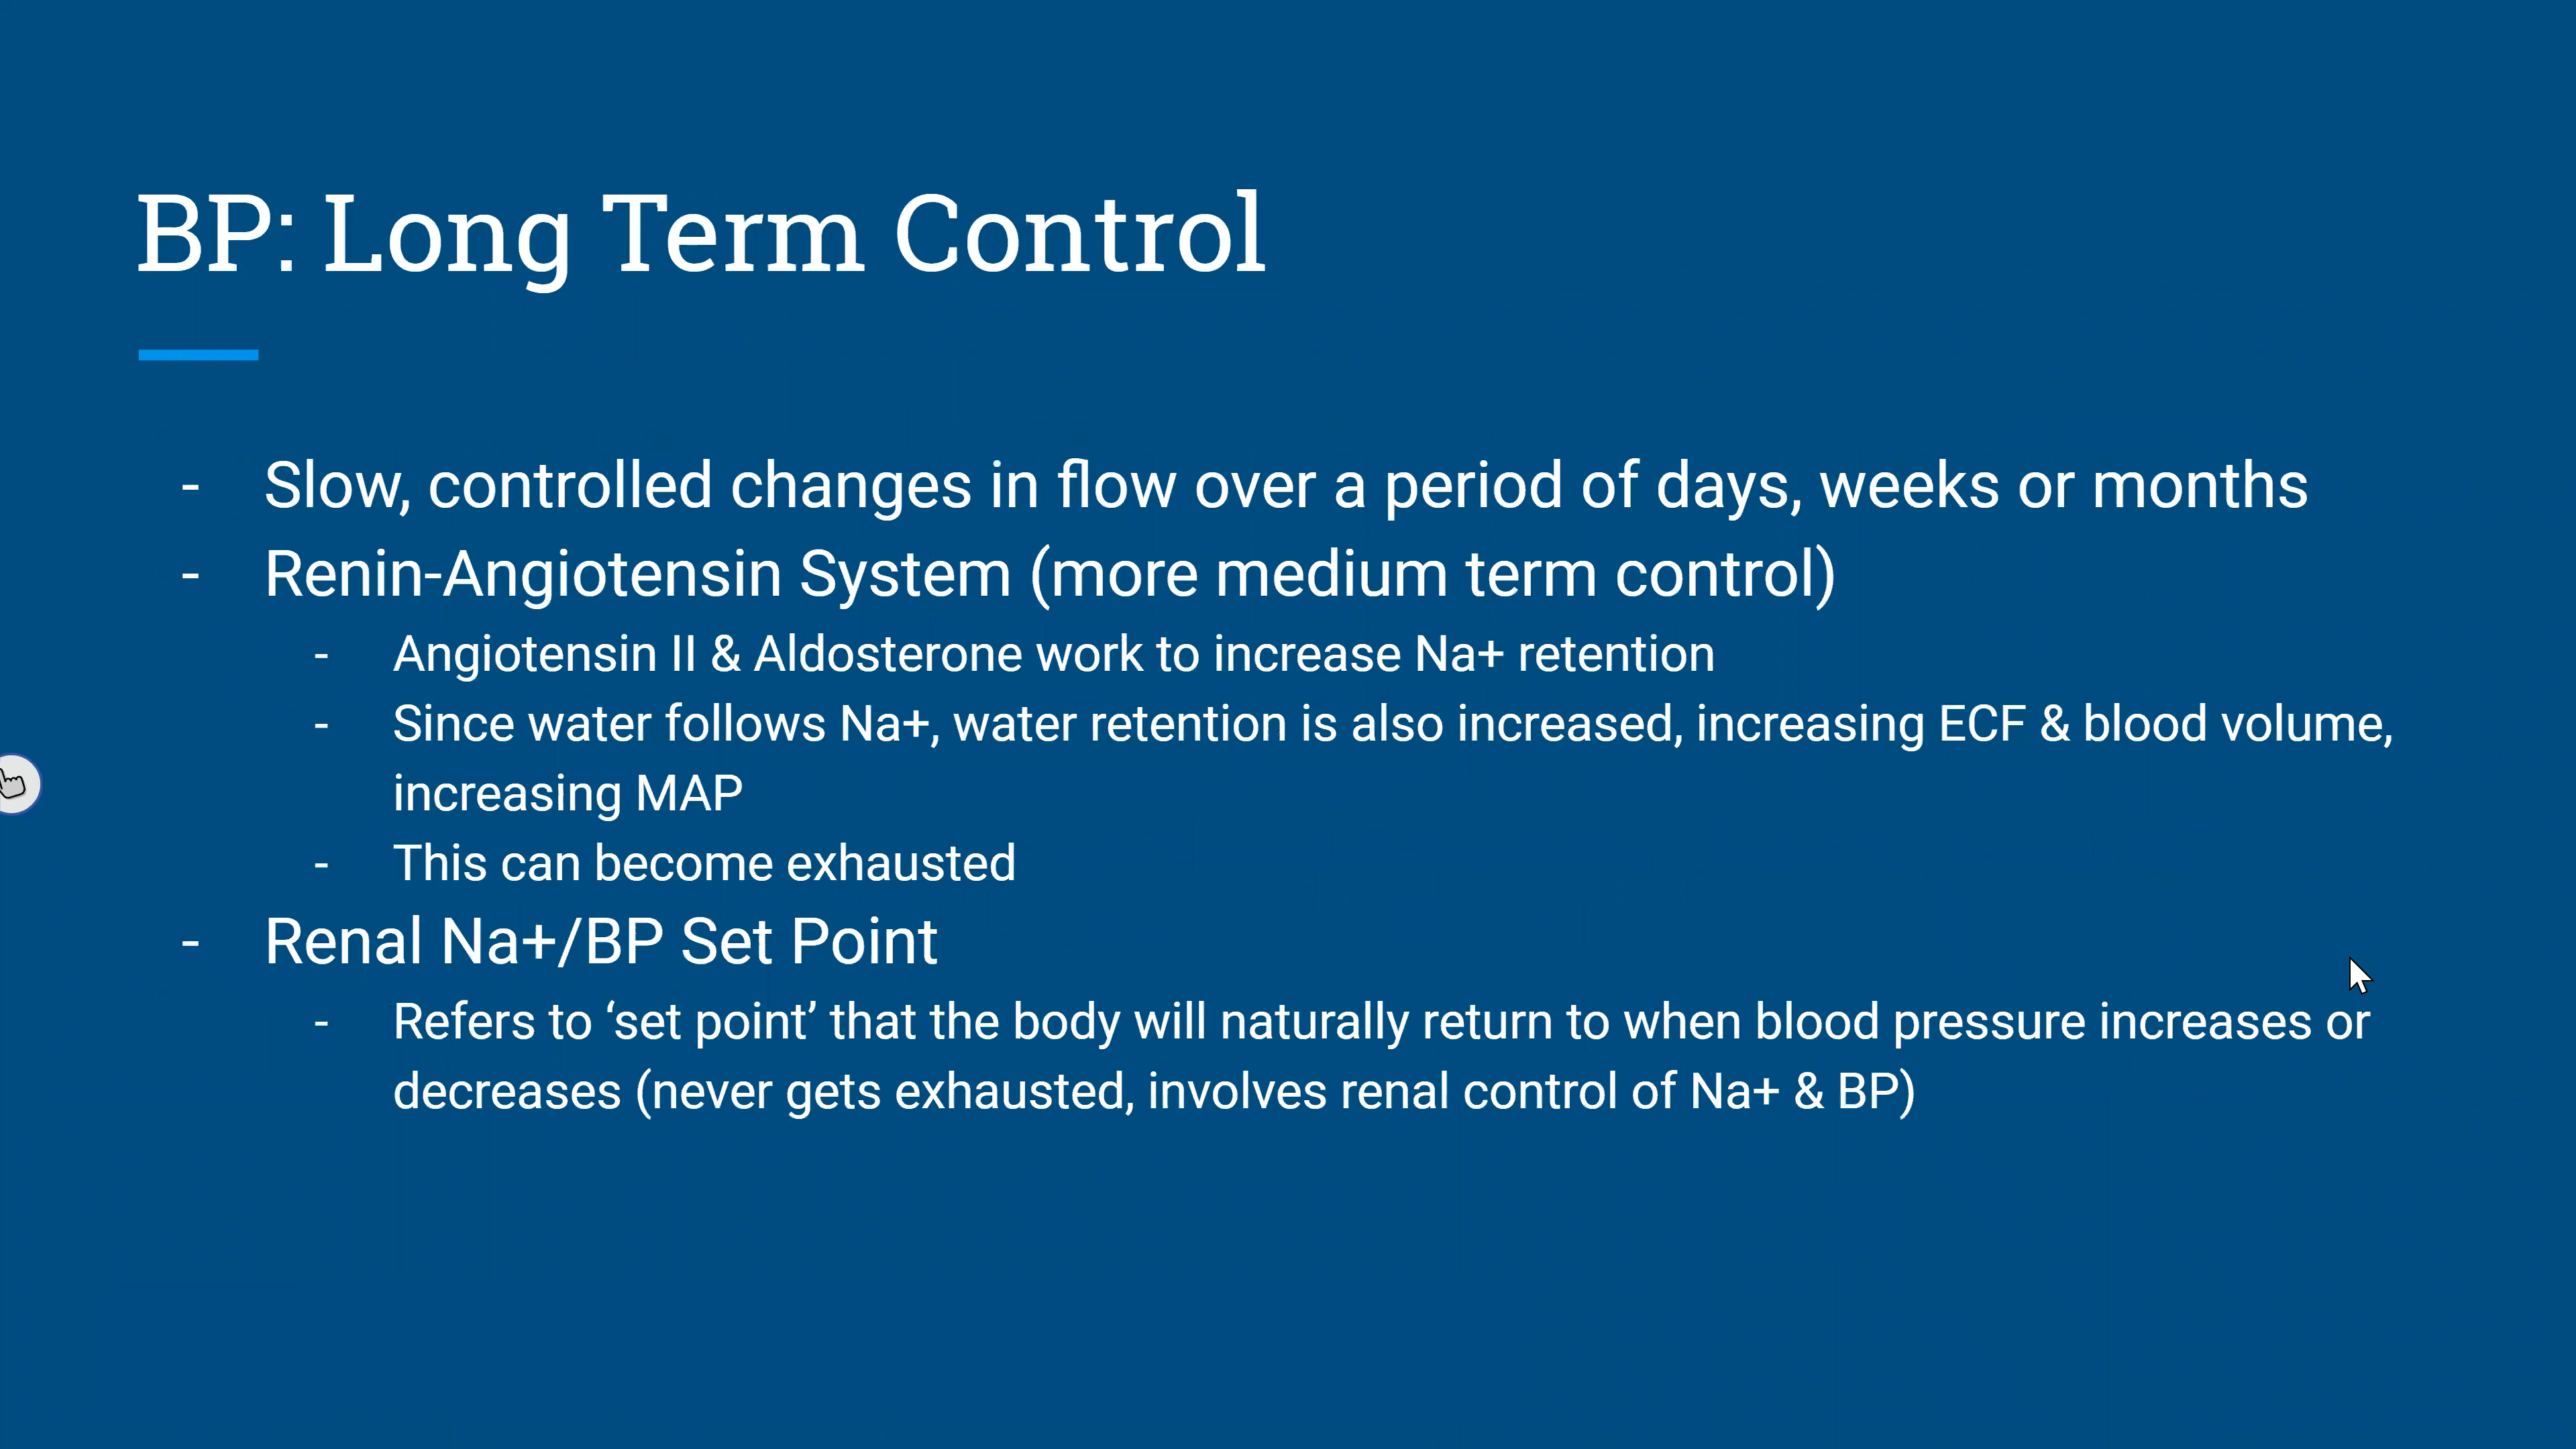 BP: Long Term Control
- Slow, controlled changes in flow over a period of days, weeks or months
- Renin-Angiotensin System (more medium term control)
- Angiotensin II & Aldosterone work to increase Na+ retention
- Since water follows Na+, water retention is also increased, increasing ECF & blood volume,
increasing MAP
- This can become exhausted
- Renal Na+/BP Set Point
- Refers to ‘set point’ that the body will naturally return to when blood pressure increases or
decreases (never gets exhausted, involves renal control of Na+ & BP)